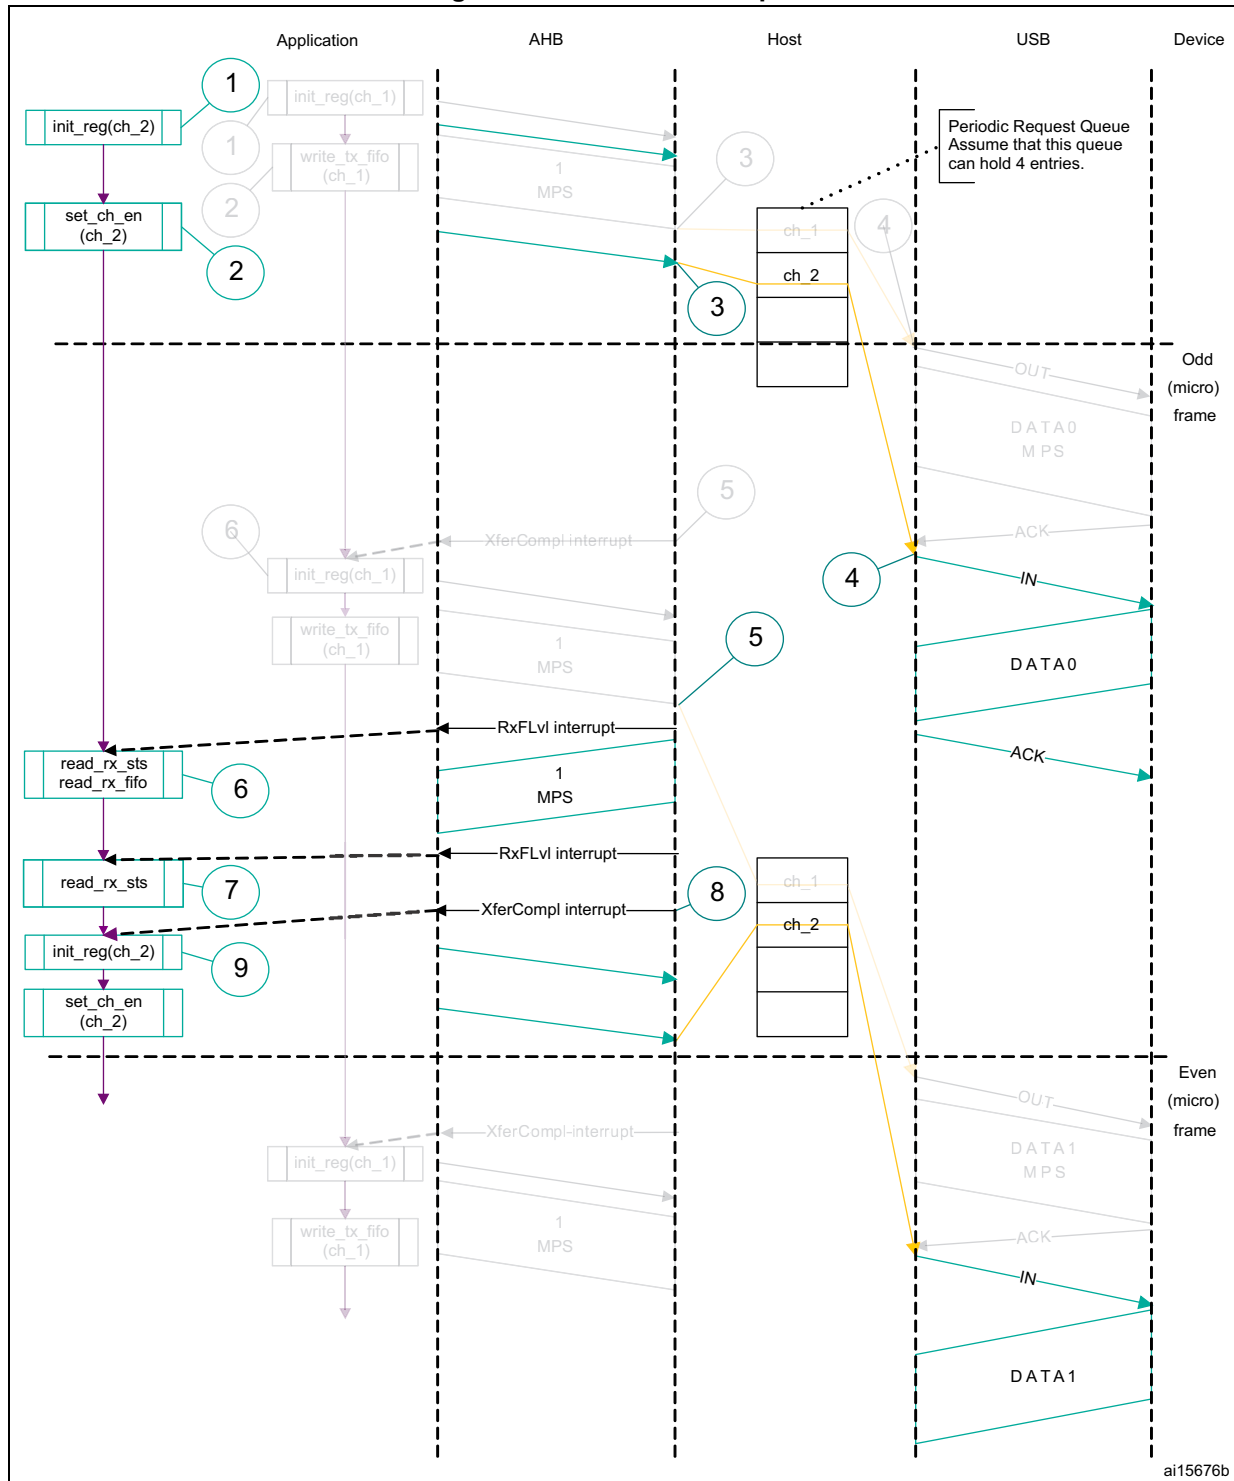 Application
AHB
Host
USB
Device
1
init_reg(ch_2)
init_reg(ch_1)
1
write_tx_fifo
(ch_1)
2
1
MPS
3
Periodic Request Queue
Assume that this queue
can hold 4 entries.
set_ch_en
(ch_2)
2
ch_1
4
ch_2
3
Odd
(micro)
frame
OUT
DATA0
MPS
5
6
XferCompl interrupt
ACK
init_reg(ch_1)
4
IN
write_tx_fifo
(ch_1)
1
MPS
5
DATA0
RxFLvl interrupt
ACK
read_rx_sts
read_rx_fifo
6
1
MPS
RxFLvl interrupt
read_rx_sts
7
8
ch_1
XferCompl interrupt
ch_2
init_reg(ch_2)
9
set_ch_en
(ch_2)
Even
(micro)
frame
OUT
XferCompl-interrupt
DATA1
MPS
init_reg(ch_1)
write_tx_fifo
(ch_1)
1
MPS
ACK
IN
DATA1
ai15676b